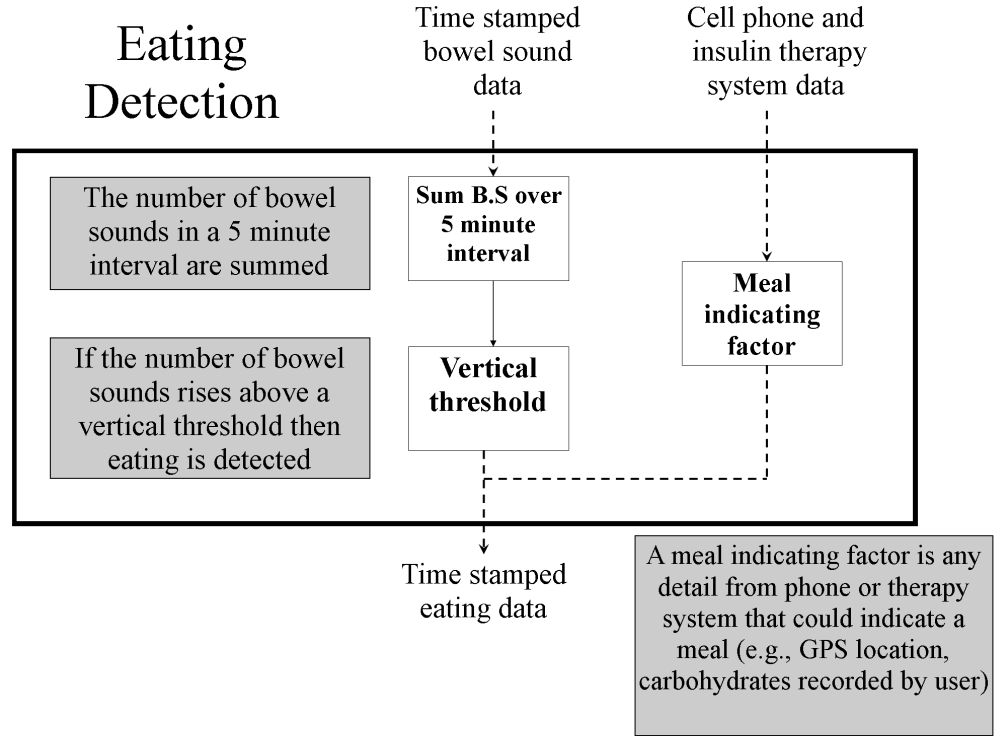 Eating
Detection
Time stamped
bowel sound
data
Cell phone and
insulin therapy
system data
The number of bowel
sounds in a 5 minute
interval are summed
Sum B.S over
5 minute
interval
Meal
indicating
factor
If the number of bowel
sounds rises above a
vertical threshold then
eating is detected
Vertical
threshold
Time stamped
eating data
A meal indicating factor is any
detail from phone or therapy
system that could indicate a
meal (e.g., GPS location,
carbohydrates recorded by user)